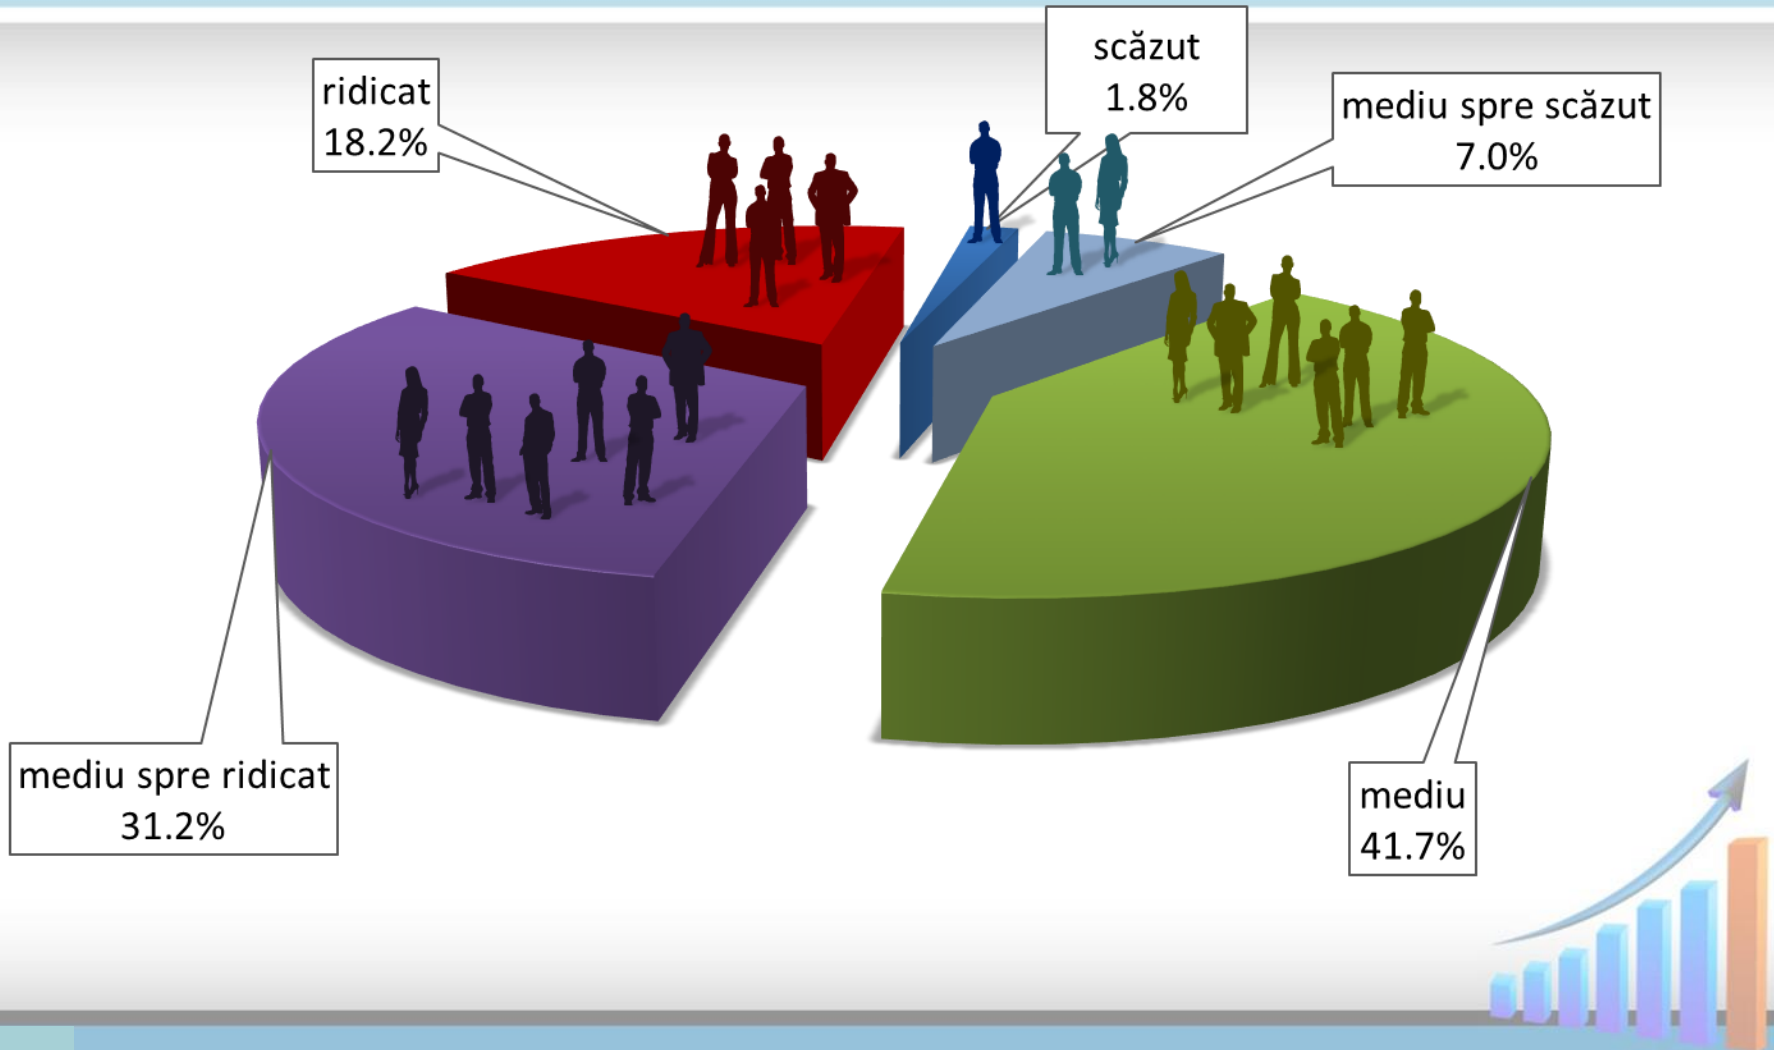 scăzut
1.8%
ridicat
18.2%
mediu spre scăzut
7.0%
mediu spre ridicat
31.2%
mediu
41.7%